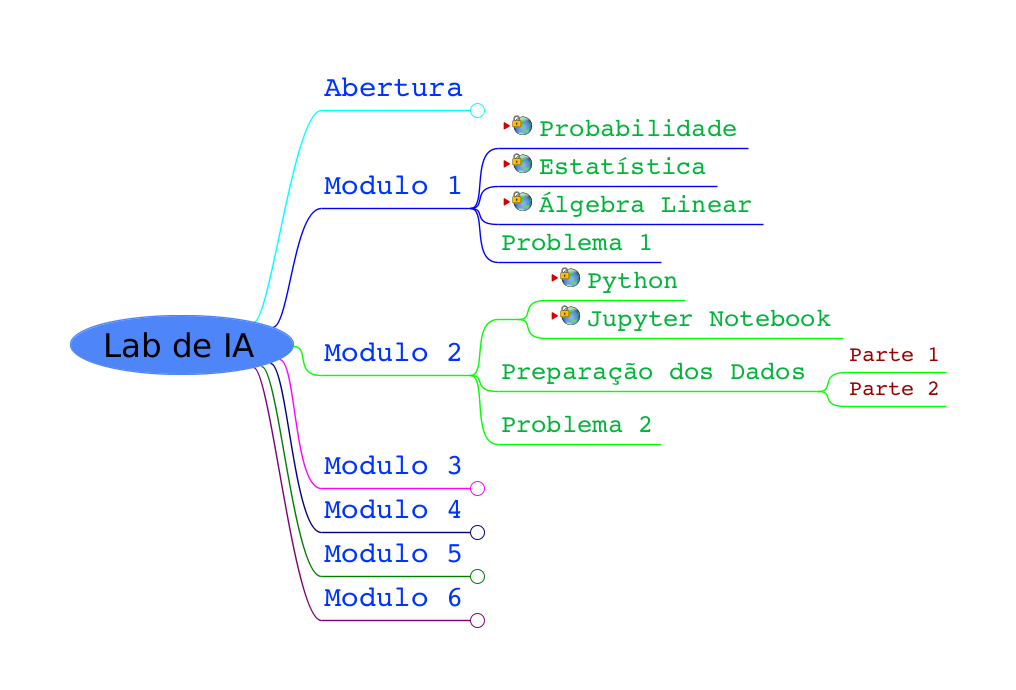 Lab de IA
Abertura
Modulo 1
Probabilidade
Estatística
Álgebra Linear
Problema 1
Modulo 2
Python
Jupyter Notebook
Preparação dos Dados
Parte 1
Parte 2
Problema 2
Modulo 3
Modulo 4
Modulo 5
Modulo 6